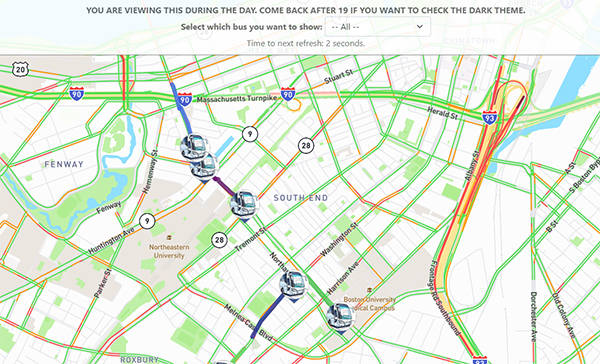 YOU ARE VIEWING THIS DURING THE DAY. COME BACK AFTER 19 IF YOU WANT TO CHECK THE DARK THEME.
Select which bus you want to show: -- All --
Time to next refresh: 2 seconds.
20
Stuart St
90
90
90
Massachusetts Turnpike
Herald St
93
9
28
FENWAY
Hemenway St
Albany St
A St
S Boston Byp
SOUTH END
Fenway
9
Huntington Ave
28
Tremont St
Washington St
B St
Northeastern
University
Harrison Ave
Parker St
Boston University
Medical Campus
Frontage Rd Southbound
Melnea Cass Blvd
Dorchester Ave
Old Colony Ave
ROXBURY
93